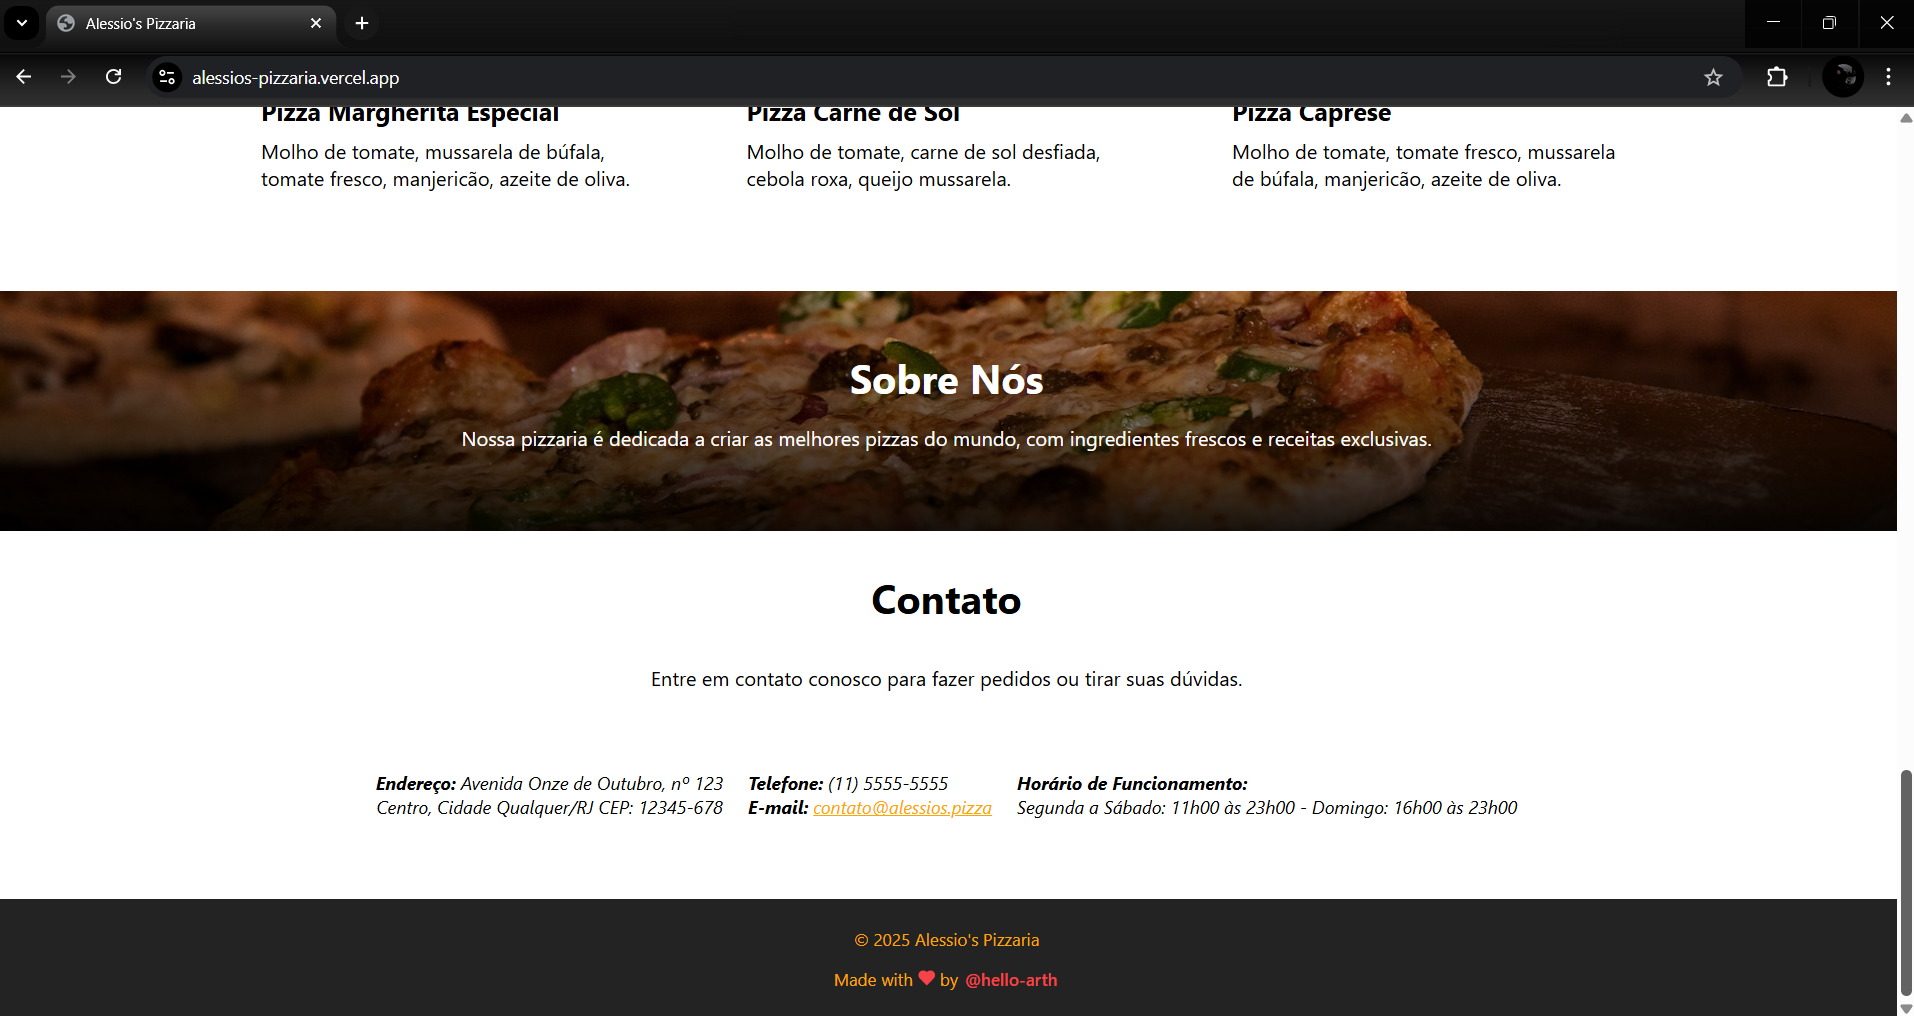 Alessio's Pizzaria
alessios-pizzaria.vercel.app
Pizza Margherita Especial
Molho de tomate, mussarela de búfala,
tomate fresco, manjericão, azeite de oliva.
Pizza Carne de Sol
Molho de tomate, carne de sol desfiada,
cebola roxa, queijo mussarela.
Pizza Caprese
Molho de tomate, tomate fresco, mussarela
de búfala, manjericão, azeite de oliva.
Sobre Nós
Nossa pizzaria é dedicada a criar as melhores pizzas do mundo, com ingredientes frescos e receitas exclusivas.
Contato
Entre em contato conosco para fazer pedidos ou tirar suas dúvidas.
Endereço: Avenida Onze de Outubro, nº 123
Centro, Cidade Qualquer/RJ CEP: 12345-678
Telefone: (11) 5555-5555
E-mail: contato@alessios.pizza
Horário de Funcionamento:
Segunda a Sábado: 11h00 às 23h00 - Domingo: 16h00 às 23h00
© 2025 Alessio's Pizzaria
Made with ❤ by @hello-arth